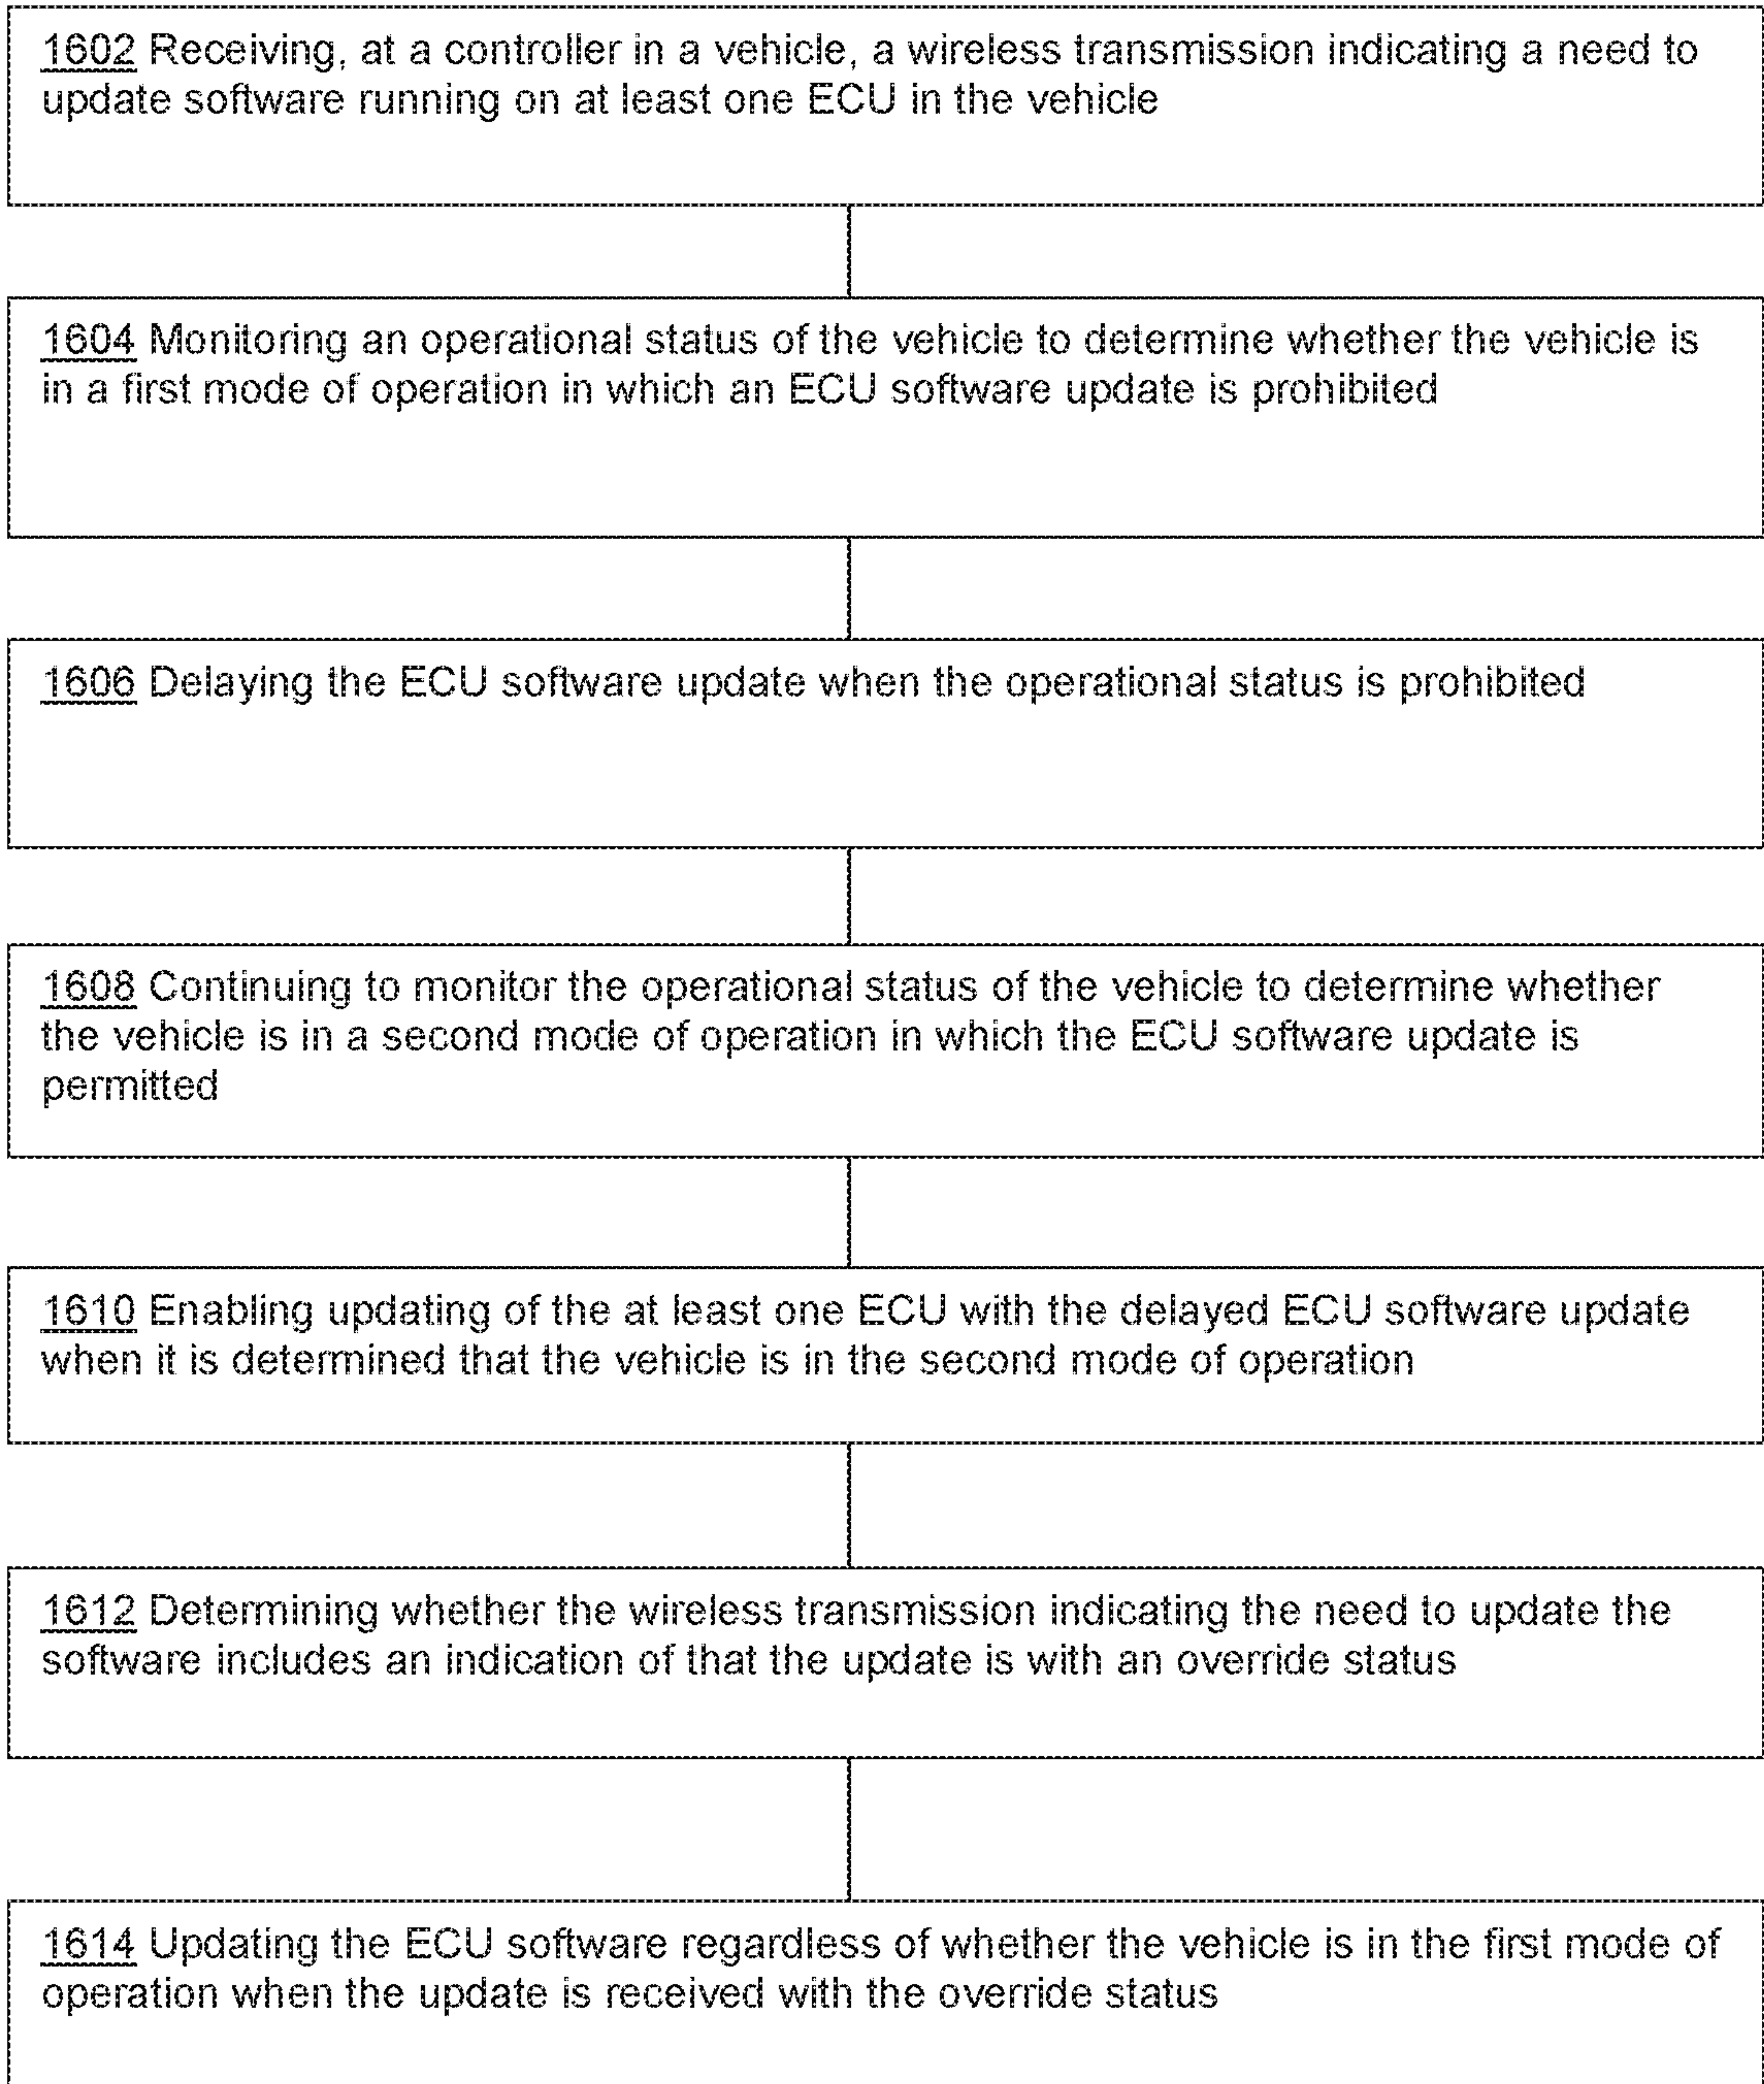 1602 Receiving, at a controller in a vehicle, a wireless transmission indicating a need to
update software running on at least one ECU in the vehicle
1604 Monitoring an operational status of the vehicle to determine whether the vehicle is
in a first mode of operation in which an ECU software update is prohibited
1606 Delaying the ECU software update when the operational status is prohibited
1608 Continuing to monitor the operational status of the vehicle to determine whether
the vehicle is in a second mode of operation in which the ECU software update is
permitted
1610 Enabling updating of the at least one ECU with the delayed ECU software update
when it is determined that the vehicle is in the second mode of operation
1612 Determining whether the wireless transmission indicating the need to update the
software includes an indication of that the update is with an override status
1614 Updating the ECU software regardless of whether the vehicle is in the first mode of
operation when the update is received with the override status